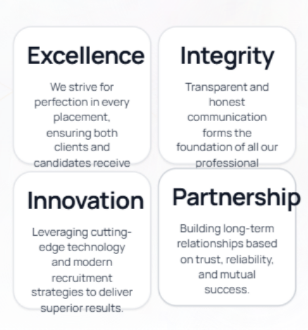 Excellence
We strive for
perfection in every
placement,
ensuring both
clients and
candidates receive
Integrity
Transparent and
honest
communication
forms the
foundation of all our
professional
Innovation
Leveraging cutting-
edge technology
and modern
recruitment
strategies to deliver
superior results.
Partnership
Building long-term
relationships based
on trust, reliability,
and mutual
success.